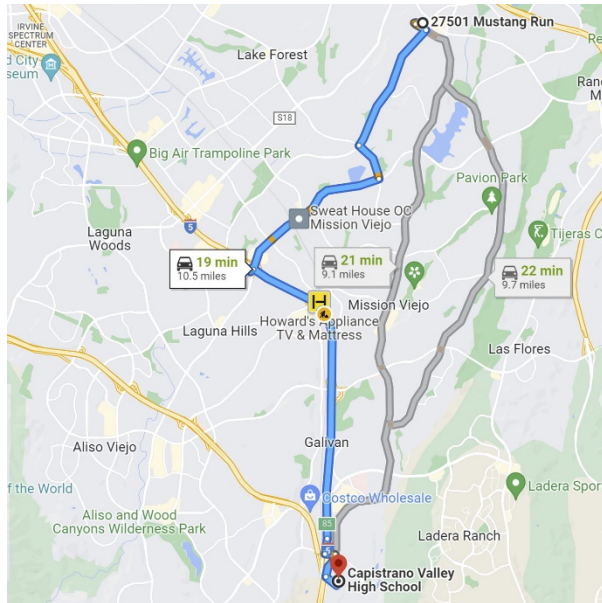 27501 Mustang Run
IRVINE
SPECTRUM
CENTER
Lake Forest
S18
Big Air Trampoline Park
Pavion Park
5
Laguna
Woods
Sweat House OC
Mission Viejo
Tijeras C
19 min
10.5 miles
21 min
9.1 miles
22 min
9.7 miles
Mission Viejo
Laguna Hills
Howard's Appliance
TV & Mattress
Las Flores
Aliso Viejo
Galivan
of the World
Costco Wholesale
Ladera Spor
Aliso and Wood
Canyons Wilderness Park
85
Ladera Ranch
5
Capistrano Valley
High School